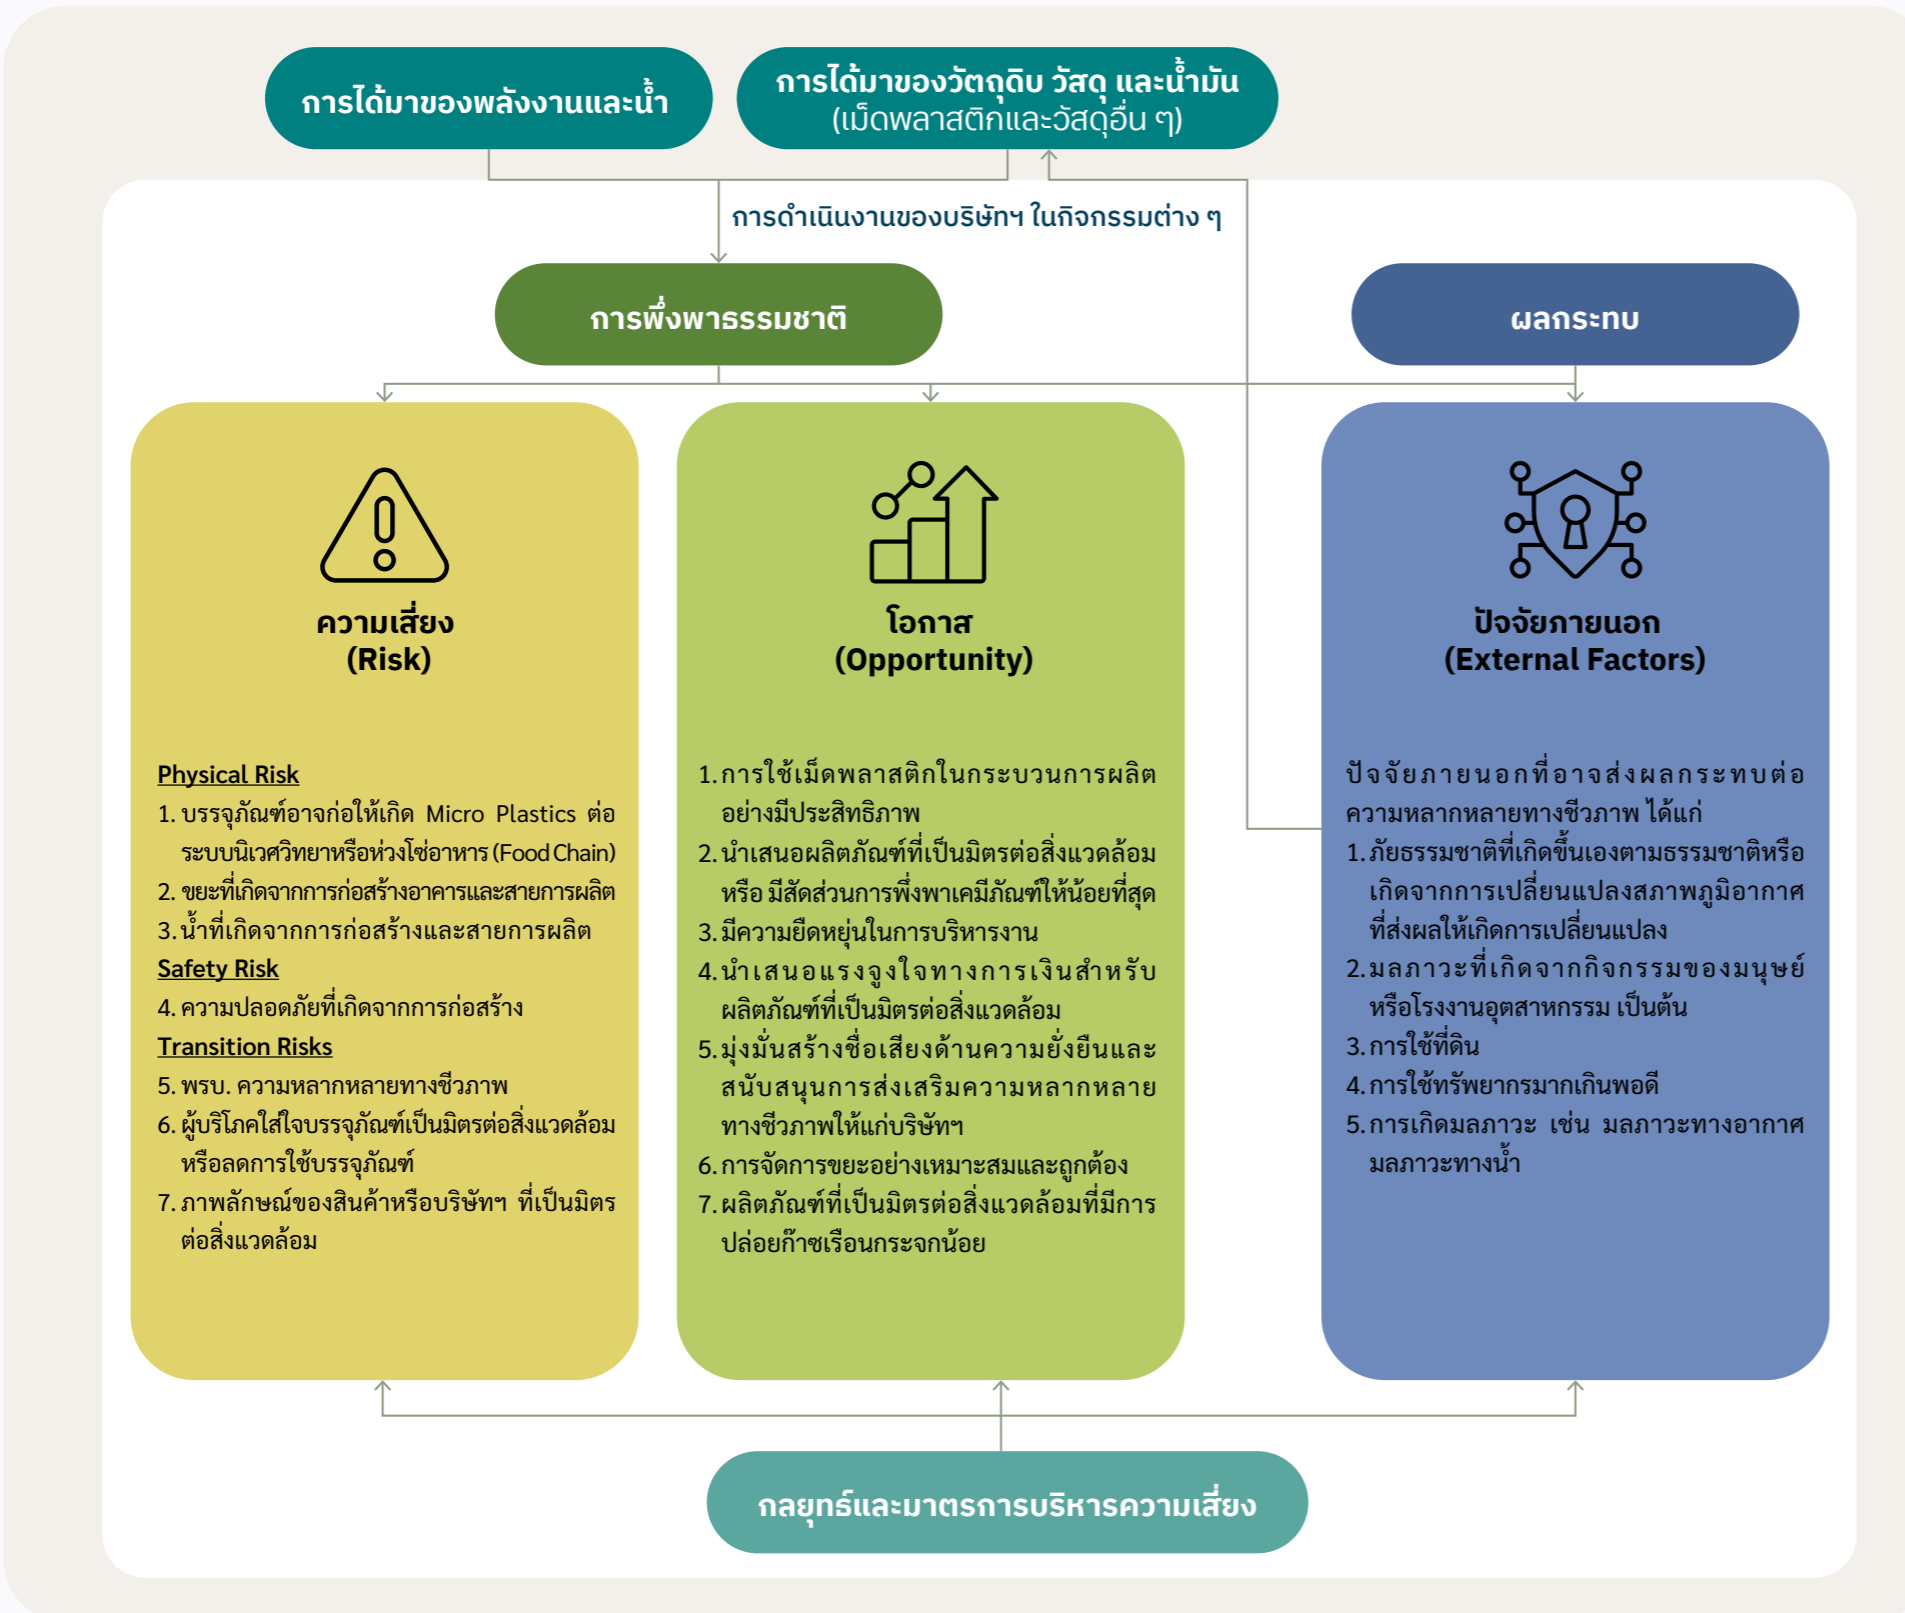 การได้มาของพลังงานและน้ำ
การได้มาของวัตถุดิบ วัสดุ และน้ำมัน
(เม็ดพลาสติกและวัสดุอื่น ๆ)
การดำเนินงานของบริษัทฯ ในกิจกรรมต่าง ๆ
การพึ่งพาธรรมชาติ
ผลกระทบ
ความเสี่ยง
(Risk)
Physical Risk
1. บรรจุภัณฑ์อาจก่อให้เกิด Micro Plastics ต่อ
ระบบนิเวศวิทยาหรือห่วงโซ่อาหาร (Food Chain)
2. ขยะที่เกิดจากการก่อสร้างอาคารและสายการผลิต
3. น้ำที่เกิดจากการก่อสร้างและสายการผลิต
Safety Risk
4. ความปลอดภัยที่เกิดจากการก่อสร้าง
Transition Risks
5. พรบ. ความหลากหลายทางชีวภาพ
6. ผู้บริโภคใส่ใจบรรจุภัณฑ์เป็นมิตรต่อสิ่งแวดล้อม
หรือลดการใช้บรรจุภัณฑ์
7. ภาพลักษณ์ของสินค้าหรือบริษัทฯ ที่เป็นมิตร
ต่อสิ่งแวดล้อม
โอกาส
(Opportunity)
1. การใช้เม็ดพลาสติกในกระบวนการผลิต
อย่างมีประสิทธิภาพ
2. นำเสนอผลิตภัณฑ์ที่เป็นมิตรต่อสิ่งแวดล้อม
หรือ มีสัดส่วนการพึ่งพาเคมีภัณฑ์ให้น้อยที่สุด
3. มีความยืดหยุ่นในการบริหารงาน
4. นำเสนอแรงจูงใจทางการเงินสำหรับ
ผลิตภัณฑ์ที่เป็นมิตรต่อสิ่งแวดล้อม
5. มุ่งมั่นสร้างชื่อเสียงด้านความยั่งยืนและ
สนับสนุนการส่งเสริมความหลากหลาย
ทางชีวภาพให้แก่บริษัทฯ
6. การจัดการขยะอย่างเหมาะสมและถูกต้อง
7. ผลิตภัณฑ์ที่เป็นมิตรต่อสิ่งแวดล้อมที่มีการ
ปล่อยก๊าซเรือนกระจกน้อย
ปัจจัยภายนอก
(External Factors)
ปัจจัยภายนอกที่อาจส่งผลกระทบต่อ
ความหลากหลายทางชีวภาพ ได้แก่
1. ภัยธรรมชาติที่เกิดขึ้นเองตามธรรมชาติหรือ
เกิดจากการเปลี่ยนแปลงสภาพภูมิอากาศ
ที่ส่งผลให้เกิดการเปลี่ยนแปลง
2. มลภาวะที่เกิดจากกิจกรรมของมนุษย์
หรือโรงงานอุตสาหกรรม เป็นต้น
3. การใช้ที่ดิน
4. การใช้ทรัพยากรมากเกินพอดี
5. การเกิดมลภาวะ เช่น มลภาวะทางอากาศ
มลภาวะทางน้ำ
กลยุทธ์และมาตรการบริหารความเสี่ยง